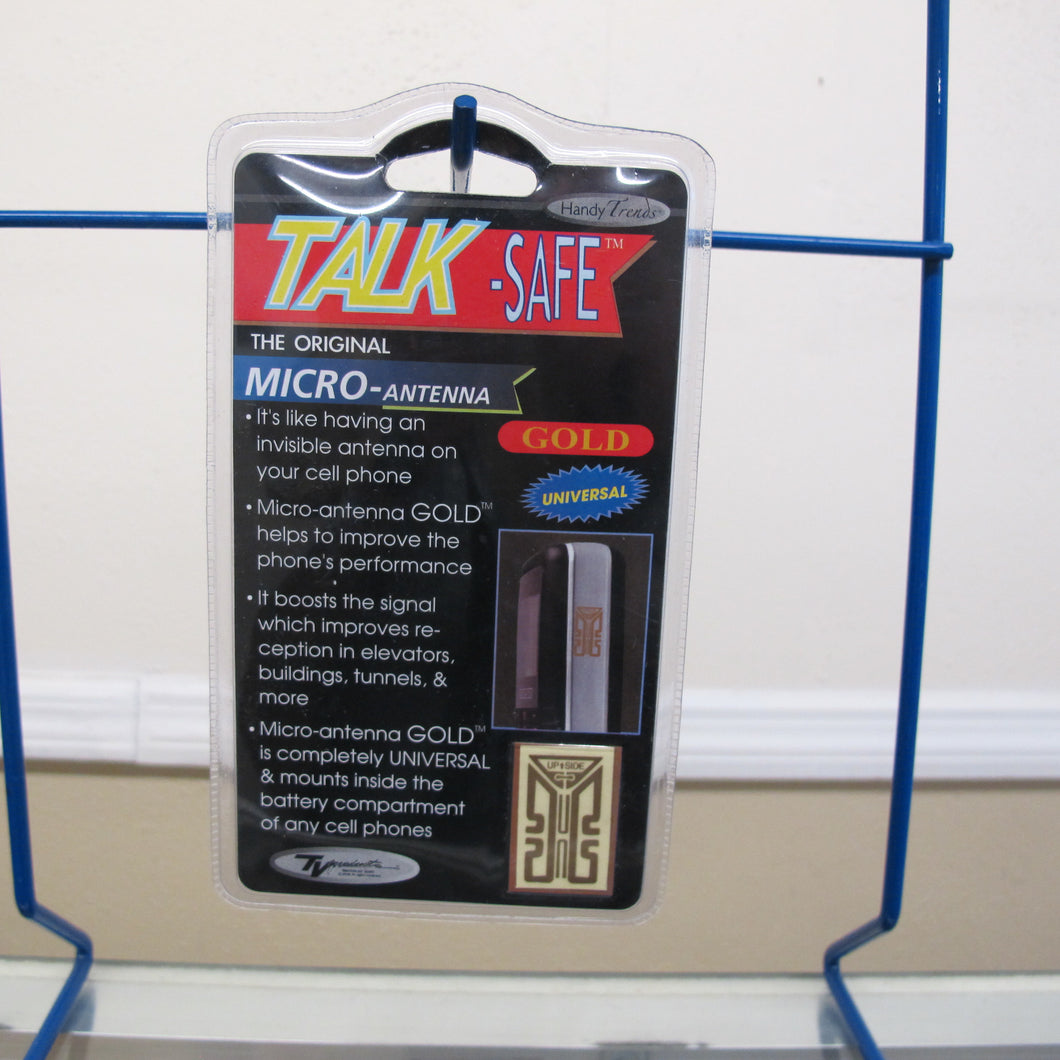 Handy Trends
TALK
-SAFE™
THE ORIGINAL
MICRO-ANTENNA
• It's like having an
invisible antenna on
your cell phone
GOLD
UNIVERSAL
• Micro-antenna GOLD™
helps to improve the
phone's performance
• It boosts the signal
which improves re-
ception in elevators,
buildings, tunnels, &
more
• Micro-antenna GOLD™
is completely UNIVERSAL
& mounts inside the
battery compartment
of any cell phones
UP SIDE
TV